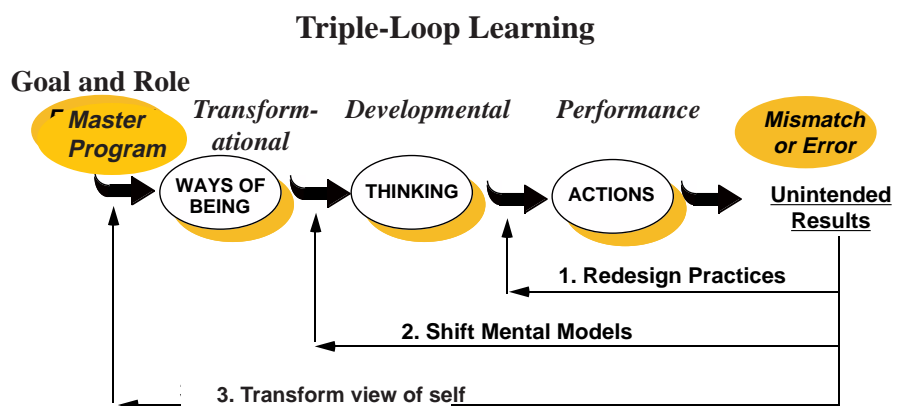 Triple-Loop Learning
Goal and Role
Master
Program
Transform-
ational
Developmental
Performance
Mismatch
or Error
WAYS OF
BEING
THINKING
ACTIONS
Unintended
Results
1. Redesign Practices
2. Shift Mental Models
3. Transform view of self